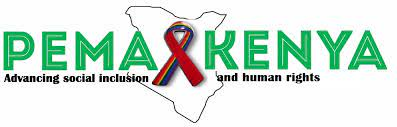 PEMA KENYA
Advancing social inclusion and human rights